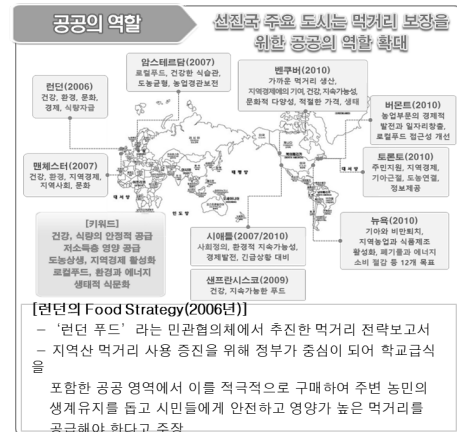 공공의 역할
선진국 주요 도시는 먹거리 보장을
위한 공공의 역할 확대
암스테르담(2007)
로컬푸드, 건강한 식습관,
도농균형, 농업경관보전
벤쿠버(2010)
가까운 먹거리 생산,
지역경제에의 기여, 건강, 지속가능성,
문화적 다양성, 적절한 가격, 생태
런던(2006)
건강, 환경, 문화,
경제, 식량자급
버몬트(2010)
농업부문의 경제적
발전과 일자리창출,
로컬푸드 접근성 개선
맨체스터(2007)
건강, 환경, 지역경제,
지역사회, 문화
토론토(2010)
주민지원, 지역경제,
기아근절, 도농연결,
정보제공
대서양
태평양
대서양
인도양
[키워드]
건강, 식량의 안정적 공급
저소득층 영양 공급
도농상생, 지역경제 활성화
로컬푸드, 환경과 에너지
생태적 식문화
시애틀(2007/2010)
사회정의, 환경적 지속가능성,
경제발전, 긴급상황 대비
뉴욕(2010)
기아와 비만퇴치,
지역농업과 식품제조
활성화, 폐기물과 에너지
소비 절감 등 12개 목표
샌프란시스코(2009)
건강, 지속가능한 푸드
[런던의 Food Strategy(2006년)]
– ‘런던 푸드’라는 민관협의체에서 추진한 먹거리 전략보고서
– 지역산 먹거리 사용 증진을 위해 정부가 중심이 되어 학교급식
을
포함한 공공 영역에서 이를 적극적으로 구매하여 주변 농민의
생계유지를 돕고 시민들에게 안전하고 영양가 높은 먹거리를
공급해야 한다고 주장